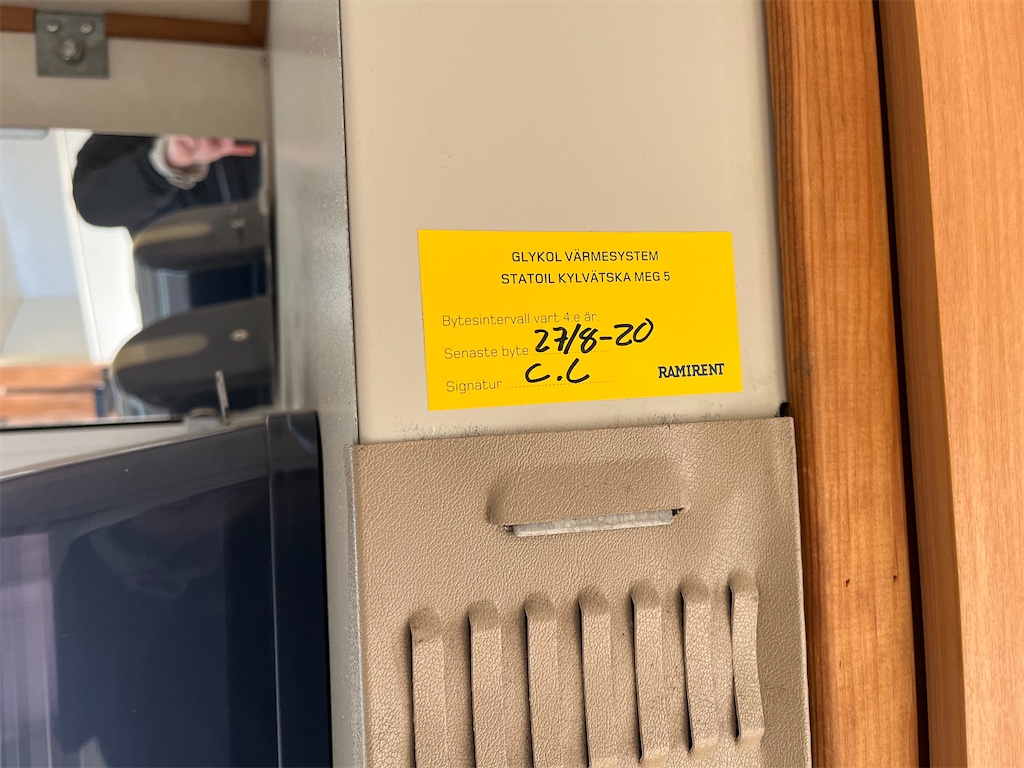 GLYKOL VÄRMESYSTEM
STATOIL KYLVÄTSKA MEG 5
Bytesintervall vart 4:e år.
Senaste byte 27/8-20
Signatur C.L
RAMIRENT